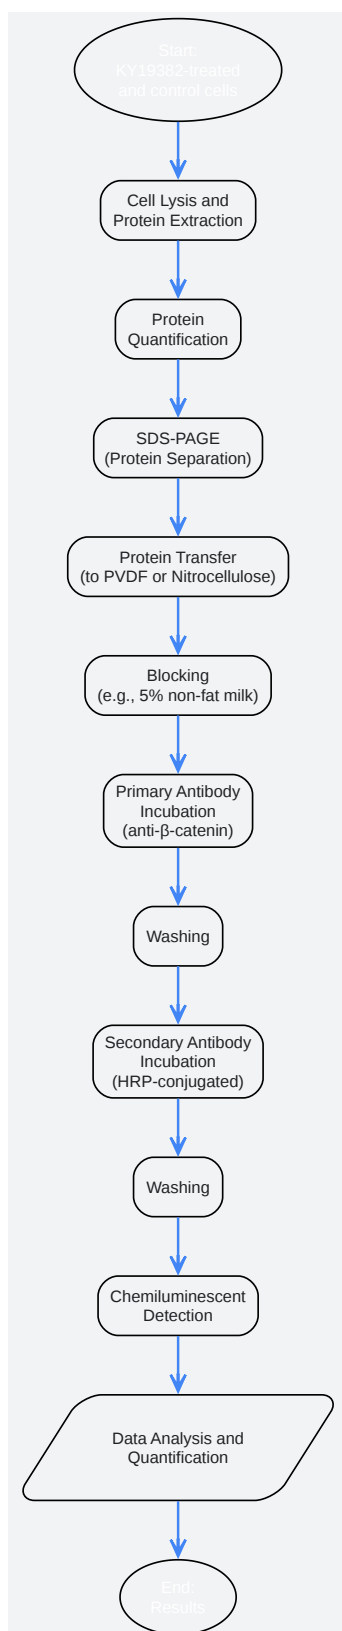 Start:
KY19382-treated
and control cells
Cell Lysis and
Protein Extraction
Protein
Quantification
SDS-PAGE
(Protein Separation)
Protein Transfer
(to PVDF or Nitrocellulose)
Blocking
(e.g., 5% non-fat milk)
Primary Antibody
Incubation
(anti-β-catenin)
Washing
Secondary Antibody
Incubation
(HRP-conjugated)
Washing
Chemiluminescent
Detection
Data Analysis and
Quantification
End:
Results